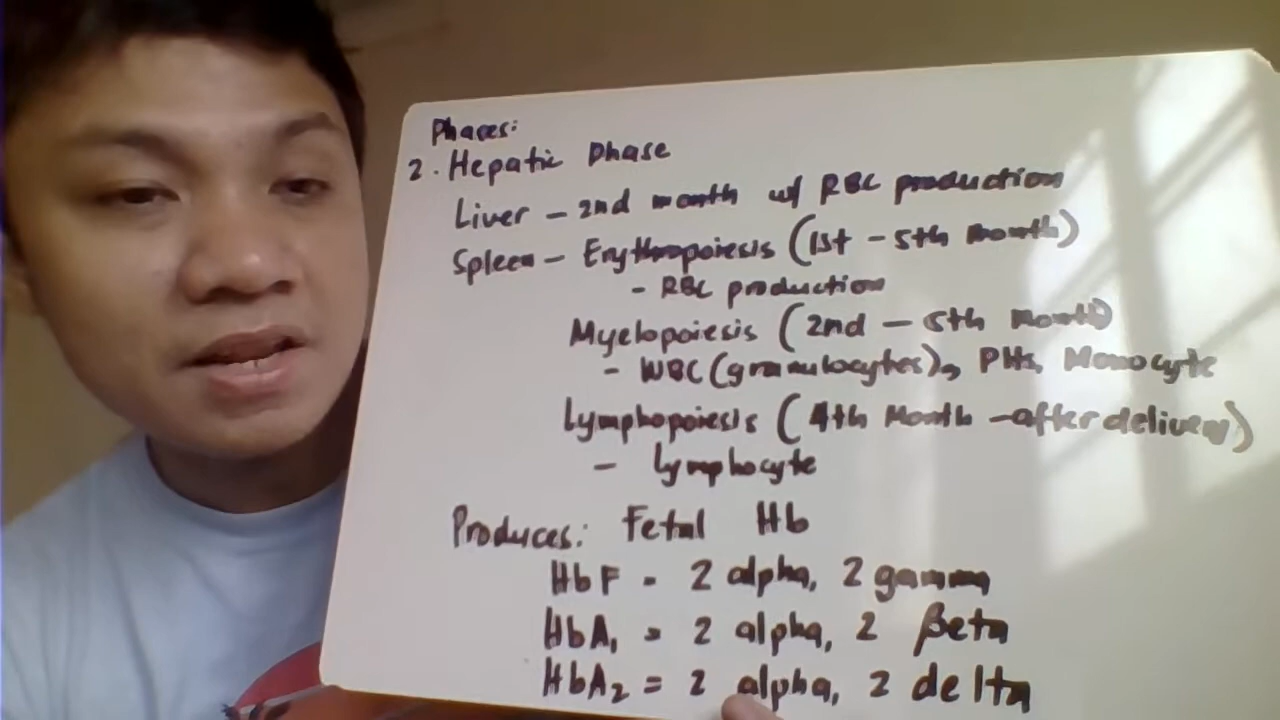 Phases:
2. Hepatic Phase
Liver - 2nd month w/ RBC production
Spleen - Erythropoiesis (1st - 5th month)
- RBC production
Myelopoiesis (2nd - 5th month)
- WBC (granulocytes), Plts, Monocyte
Lymphopoiesis (4th Month - after delivery)
- Lymphocyte
Produces: Fetal Hb
HbF - 2 alpha, 2 gamma
HbA₁ = 2 alpha, 2 Beta
HbA₂ = 2 alpha, 2 delta